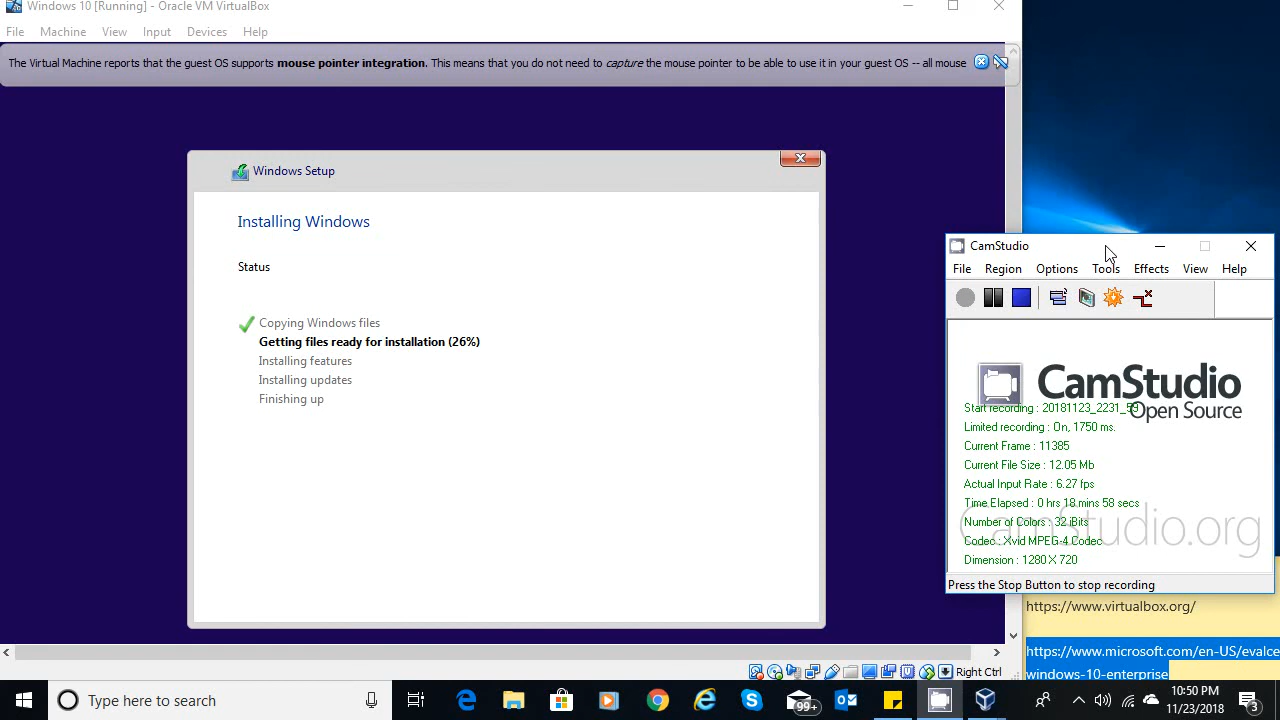 Windows 10 [Running] - Oracle VM VirtualBox
File Machine View Input Devices Help
The Virtual Machine reports that the guest OS supports mouse pointer integration. This means that you do not need to capture the mouse pointer to be able to use it in your guest OS -- all mouse
Windows Setup
Installing Windows
Status
Copying Windows files
Getting files ready for installation (26%)
Installing features
Installing updates
Finishing up
CamStudio
File Region Options Tools Effects View Help
CamStudio
Open Source
Start recording : 20181123_2231_59
Limited recording : On, 1750 ms.
Current Frame : 11385
Current File Size : 12.05 Mb
Actual Input Rate : 6.27 fps
Time Elapsed : 0 hrs 18 mins 58 secs
CamStudio.org
Number of Colors : 32 Bits
Codec : Xvid MPEG-4 Codec
Dimension : 1280 X 720
Press the Stop Button to stop recording
https://www.virtualbox.org/
https://www.microsoft.com/en-US/evalce
windows-10-enterprise
Right Ctrl
Type here to search
99+
10:50 PM
11/23/2018
3